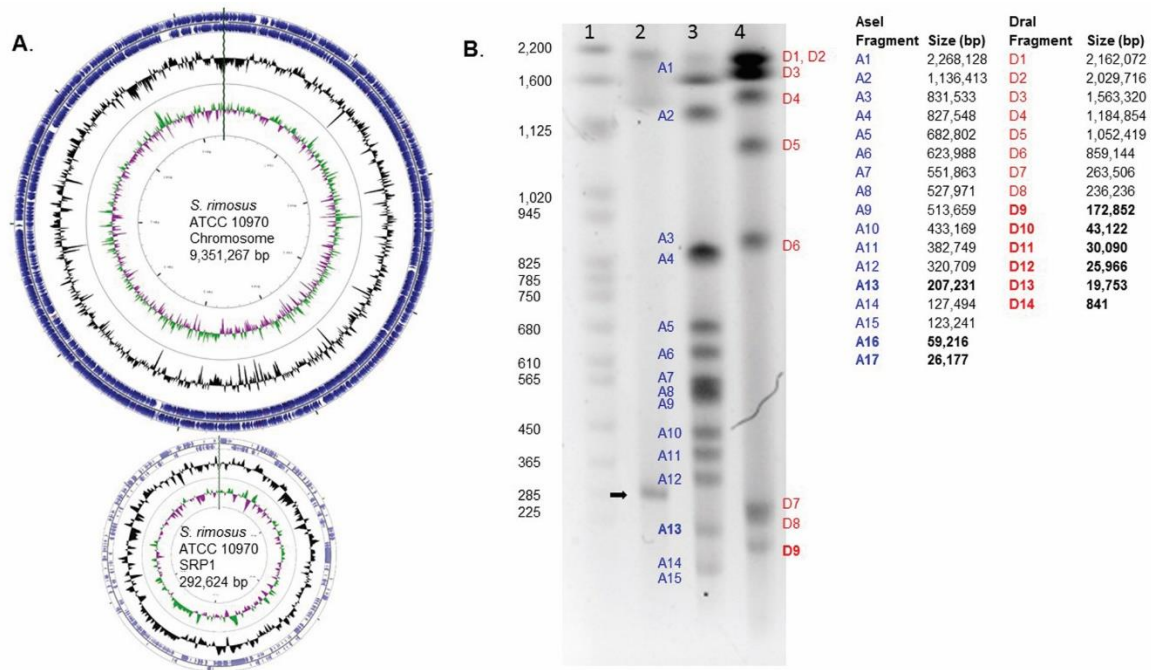 A.
S. rimosus
ATCC 10970
Chromosome
9,351,267 bp
S. rimosus
ATCC 10970
SRP1
292,624 bp
B.
1 2 3 4
2,200
1,600
1,125
1,020
945
825
785
750
680
610
565
450
365
285
225
A1
A2
A3
A4
A5
A6
A7
A8
A9
A10
A11
A12
A13
A14
A15
D1, D2
D3
D4
D5
D6
D7
D8
D9
AseI DraI
Fragment Size (bp) Fragment Size (bp)
A1 2,268,128 D1 2,162,072
A2 1,136,413 D2 2,029,716
A3 831,533 D3 1,563,320
A4 827,548 D4 1,184,854
A5 682,802 D5 1,052,419
A6 623,988 D6 859,144
A7 551,863 D7 263,506
A8 527,971 D8 236,236
A9 513,659 D9 172,852
A10 433,169 D10 43,122
A11 382,749 D11 30,090
A12 320,709 D12 25,966
A13 207,231 D13 19,753
A14 127,494 D14 841
A15 123,241
A16 59,216
A17 26,177